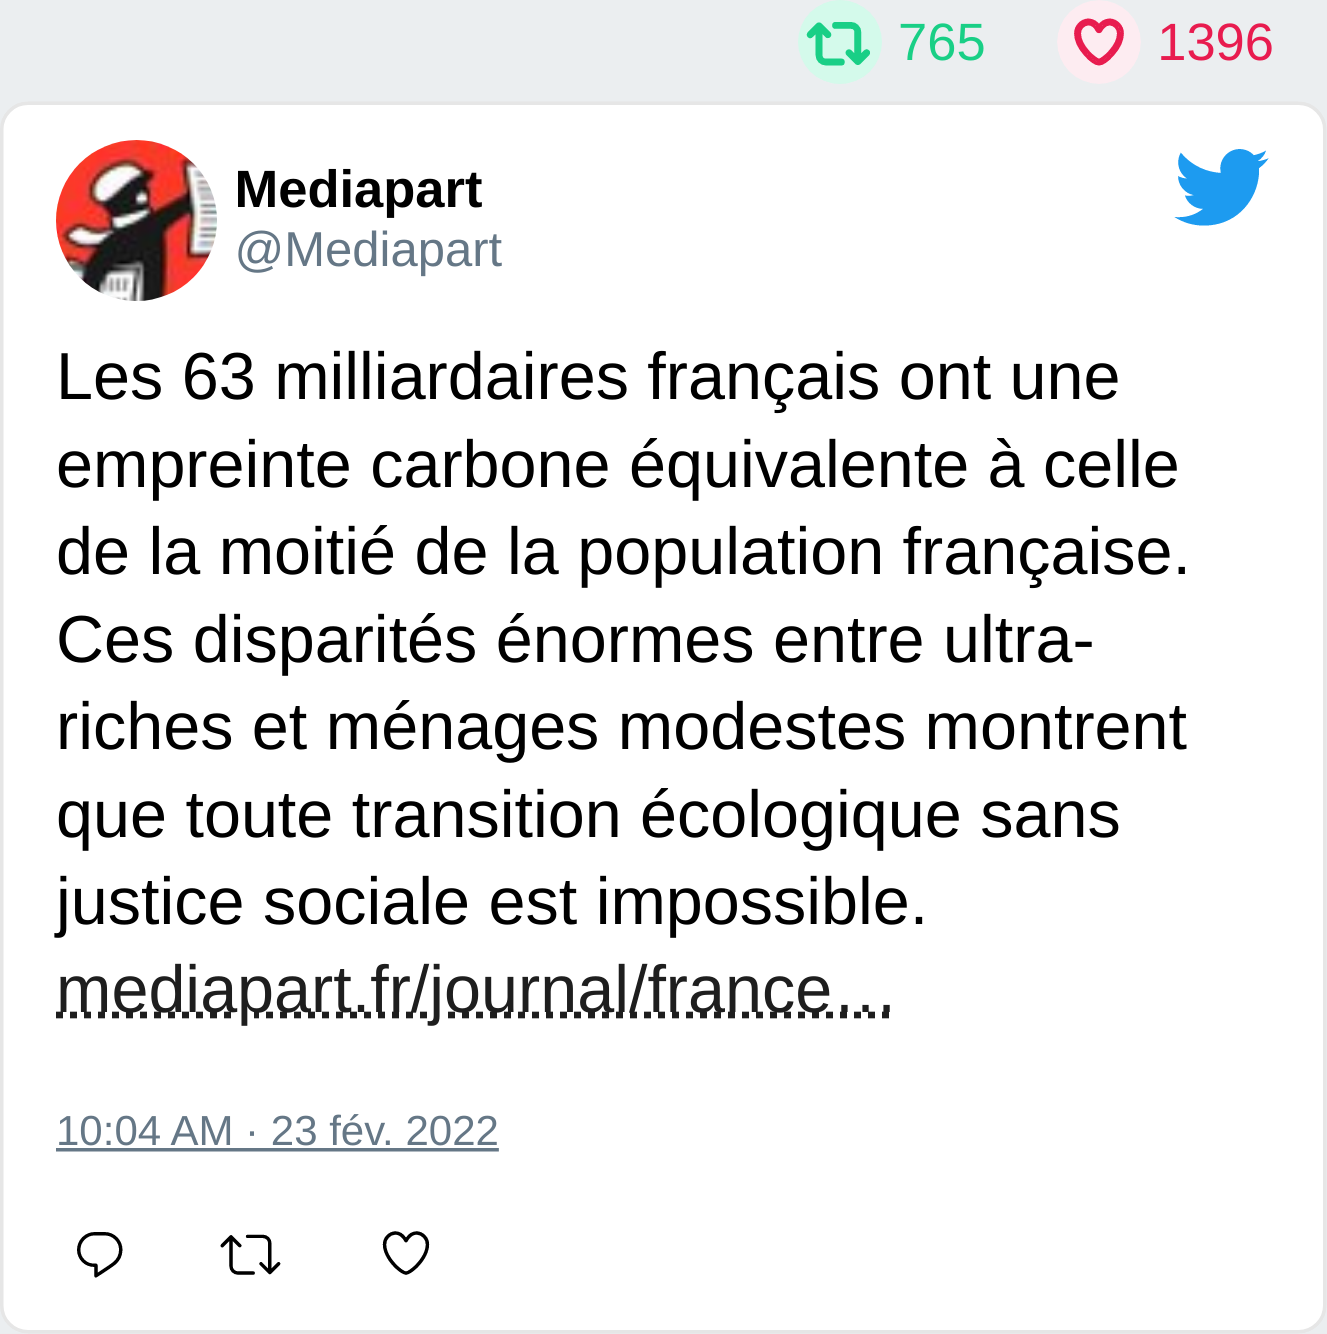 765 1396
Mediapart
@Mediapart
Les 63 milliardaires français ont une
empreinte carbone équivalente à celle
de la moitié de la population française.
Ces disparités énormes entre ultra-
riches et ménages modestes montrent
que toute transition écologique sans
justice sociale est impossible.
mediapart.fr/journal/france…
10:04 AM · 23 fév. 2022